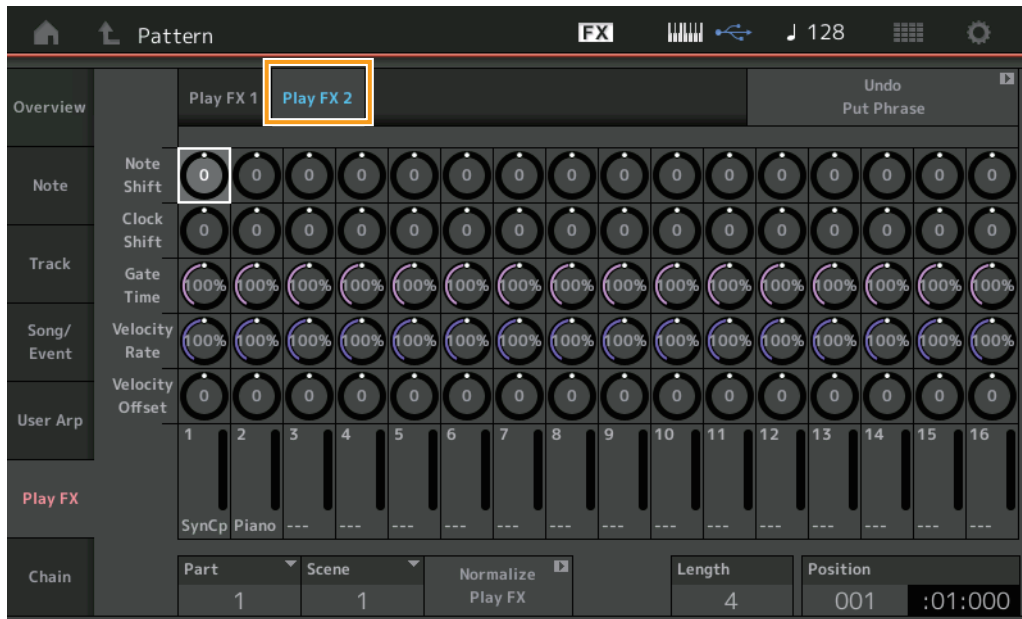 Pattern FX 128
Play FX 1 Play FX 2 Undo
Put Phrase
Overview
Note
Track
Song/
Event
User Arp
Play FX
Chain
Note
Shift
0 0 0 0 0 0 0 0 0 0 0 0 0 0 0 0
Clock
Shift
0 0 0 0 0 0 0 0 0 0 0 0 0 0 0 0
Gate
Time
100% 100% 100% 100% 100% 100% 100% 100% 100% 100% 100% 100% 100% 100% 100% 100%
Velocity
Rate
100% 100% 100% 100% 100% 100% 100% 100% 100% 100% 100% 100% 100% 100% 100% 100%
Velocity
Offset
0 0 0 0 0 0 0 0 0 0 0 0 0 0 0 0
1 2 3 4 5 6 7 8 9 10 11 12 13 14 15 16
SynCp Piano --- --- --- --- --- --- --- --- --- --- --- --- --- ---
Part Scene Normalize Length Position
1 1 Play FX 4 001 :01:000